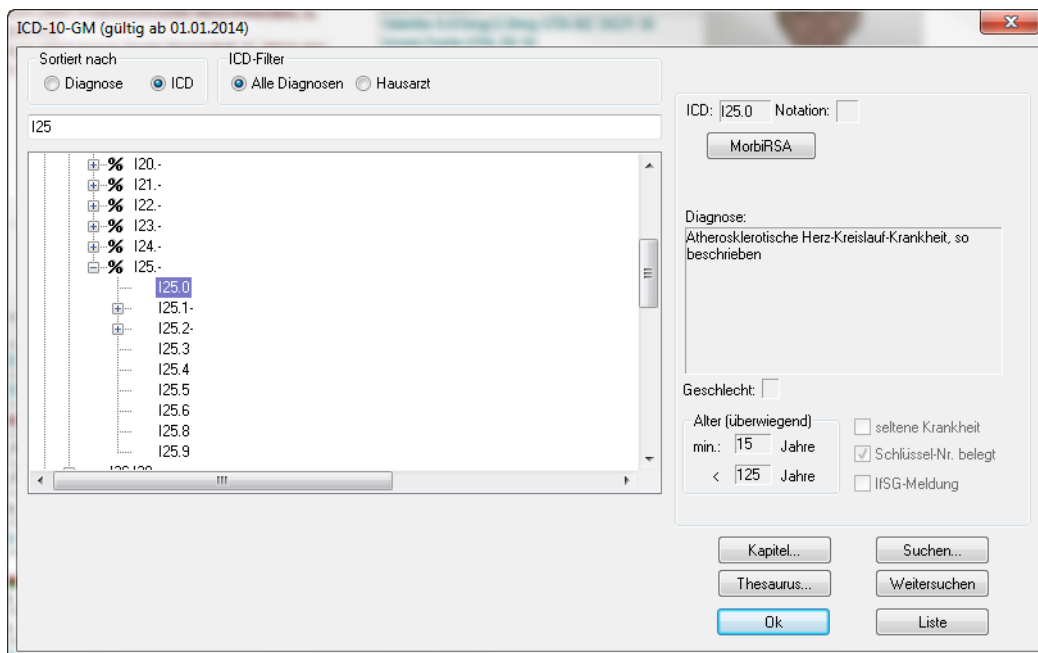 ICD-10-GM (gültig ab 01.01.2014)
Sortiert nach
Diagnose
ICD
ICD-Filter
Alle Diagnosen
Hausarzt
I25
% I20.-
% I21.-
% I22.-
% I23.-
% I24.-
% I25.-
I25.0
I25.1-
I25.2-
I25.3
I25.4
I25.5
I25.6
I25.8
I25.9
ICD: I25.0 Notation:
MorbiRSA
Diagnose:
Atherosklerotische Herz-Kreislauf-Krankheit, so
beschrieben
Geschlecht:
Alter (überwiegend)
min.: 15 Jahre
< 125 Jahre
seltene Krankheit
Schlüssel-Nr. belegt
IfSG-Meldung
Kapitel...
Suchen...
Thesaurus...
Weitersuchen
Ok
Liste